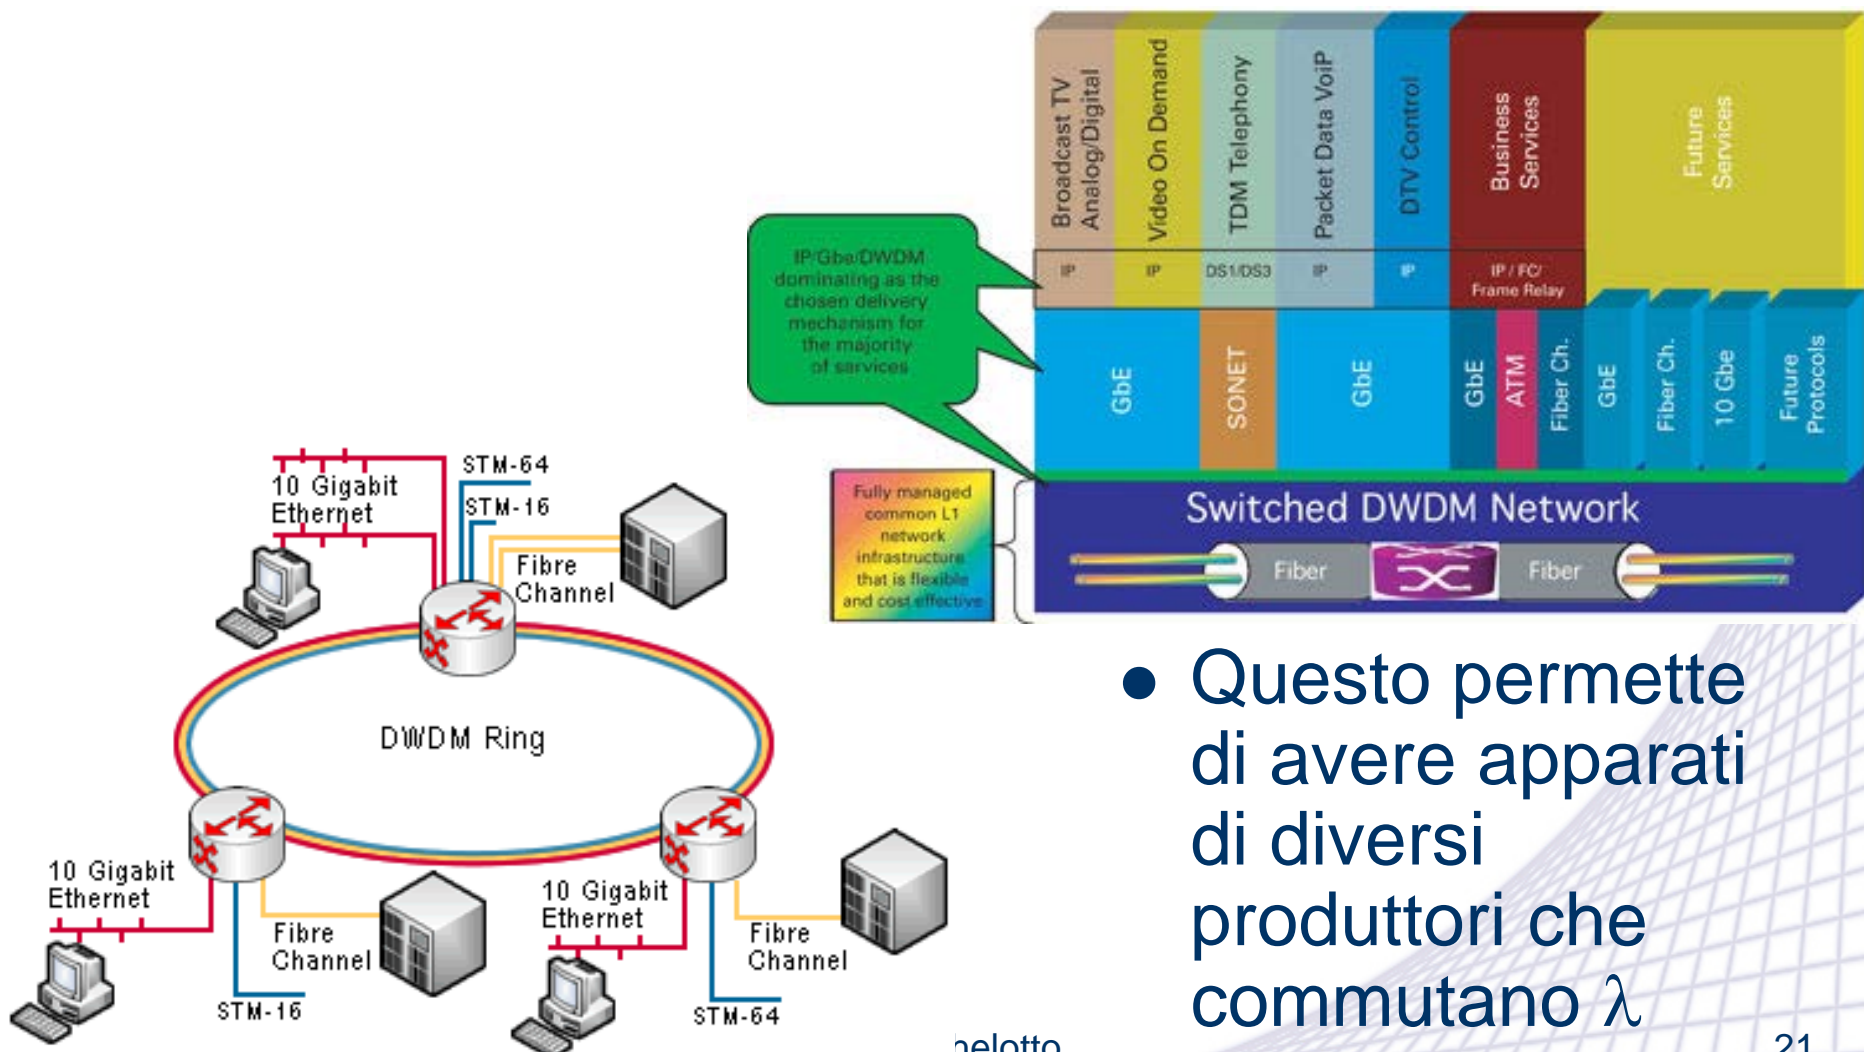 Broadcast TV
Analog/Digital
Video On Demand
TDM Telephony
Packet Data VoiP
DTV Control
Business
Services
Future
Services
IP
IP
DS1/DS3
IP
IP
IP / FC/
Frame Relay
IP/Gbe/DWDM
dominating as the
chosen delivery
mechanism for
the majority
of services
GbE
SONET
GbE
GbE
ATM
Fiber Ch.
GbE
Fiber Ch.
10 Gbe
Future
Protocols
Fully managed
common L1
network
infrastructure
that is flexible
and cost effective
Switched DWDM Network
Fiber
Fiber
STM-64
10 Gigabit
Ethernet
STM-16
Fibre
Channel
DWDM Ring
10 Gigabit
Ethernet
Fibre
Channel
STM-16
10 Gigabit
Ethernet
Fibre
Channel
STM-64
● Questo permette
di avere apparati
di diversi
produttori che
commutano λ
21